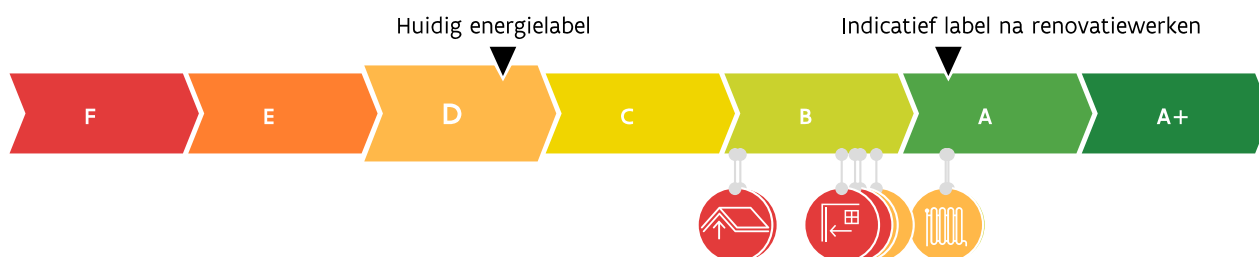 Huidig energielabel
Indicatief label na renovatiewerken
F
E
D
C
B
A
A+